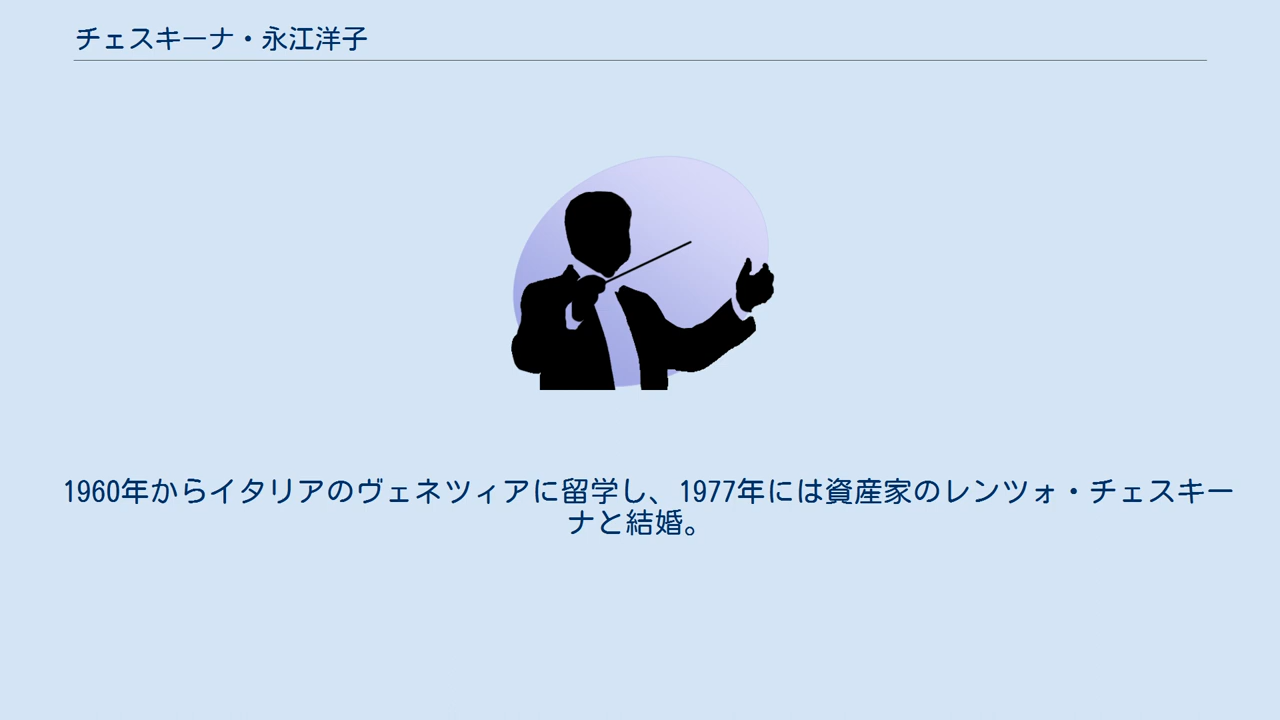 チェスキーナ・永江洋子
1960年からイタリアのヴェネツィアに留学し、1977年には資産家のレンツォ・チェスキー
ナと結婚。